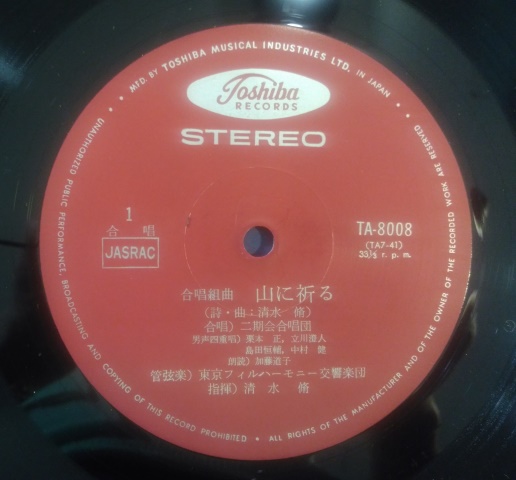 MFD. BY TOSHIBA MUSICAL INDUSTRIES LTD. IN JAPAN
Toshiba
RECORDS
STEREO
1
合唱
JASRAC
TA-8008
(TA7-41)
33⅓ r. p. m.
合唱組曲 山に祈る
(詩・曲:清水 脩)
合唱) 二期会合唱団
男声四重唱) 栗本 正, 立川澄人
島田恒輔, 中村 健
朗読) 加藤道子
管弦楽) 東京フィルハーモニー交響楽団
指揮) 清水 脩
UNAUTHORIZED PUBLIC PERFORMANCE, BROADCASTING AND COPYING OF THIS RECORD PROHIBITED • ALL RIGHTS OF THE MANUFACTURER AND OF THE OWNER OF THE RECORDED WORK ARE RESERVED